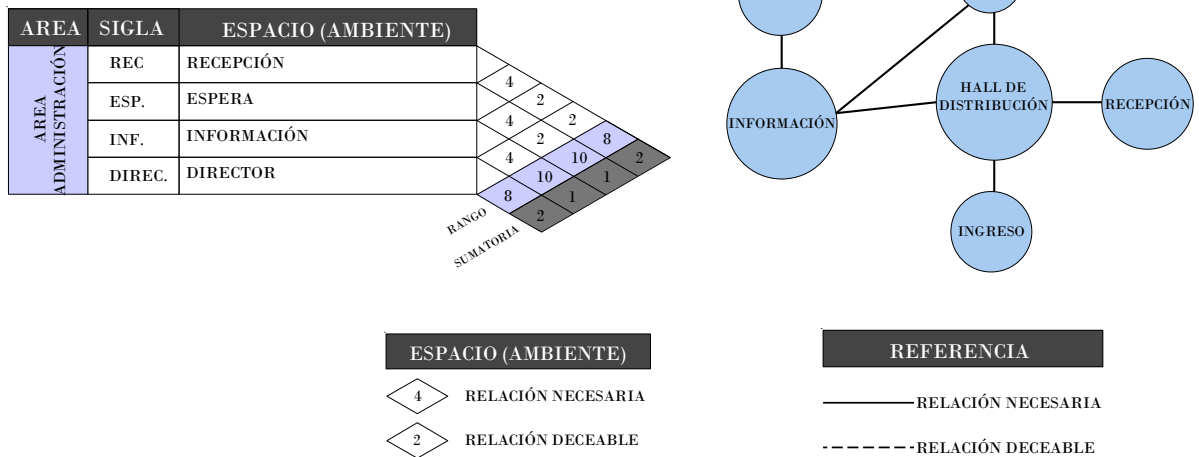 AREA SIGLA ESPACIO (AMBIENTE)
AREA
ADMINISTRACIÓN
REC RECEPCIÓN
ESP. ESPERA
INF. INFORMACIÓN
DIREC. DIRECTOR
4
2
4 2
2 8
4 10 2
10 1
8 1
2
RANGO
SUMATORIA
HALL DE
DISTRIBUCIÓN
INFORMACIÓN
RECEPCIÓN
INGRESO
ESPACIO (AMBIENTE)
4 RELACIÓN NECESARIA
2 RELACIÓN DECEABLE
REFERENCIA
RELACIÓN NECESARIA
RELACIÓN DECEABLE